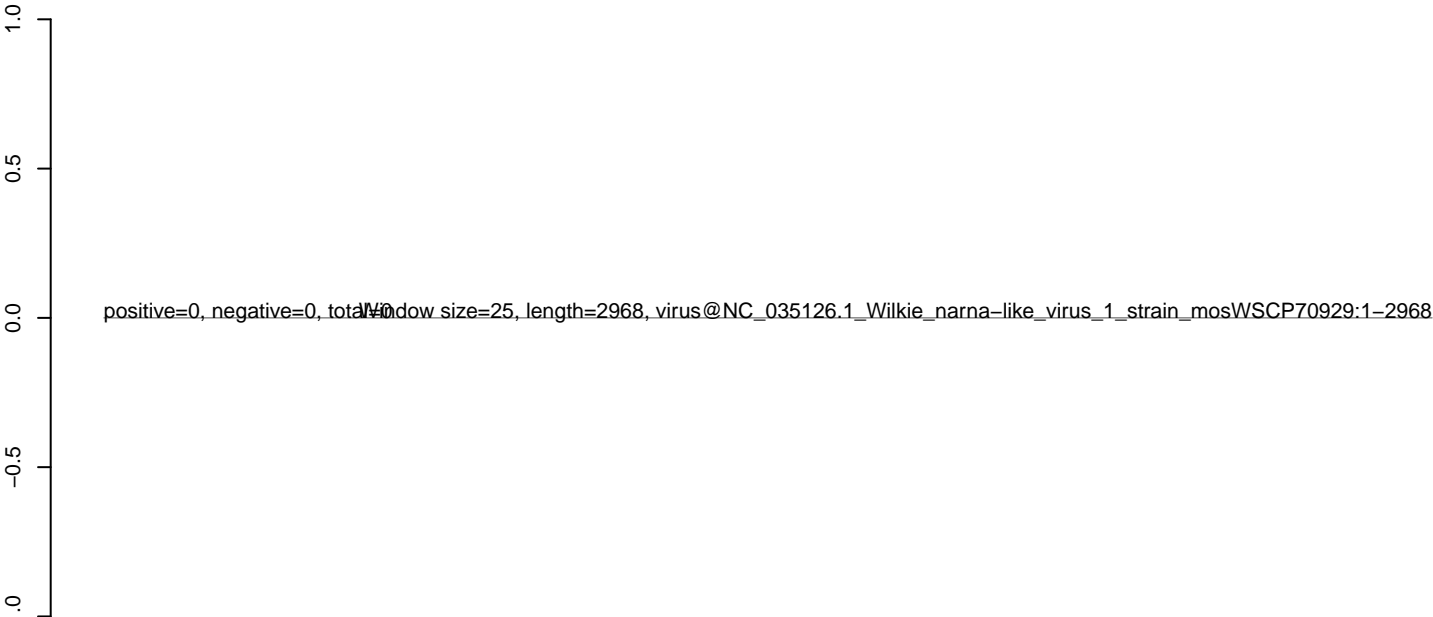 1.0
0.5
positive=0, negative=0, total=0
Window size=25, length=2968, virus@NC_035126.1_Wilkie_narna−like_virus_1_strain_mosWSCP70929:1−2968
0.0
−0.5
.0